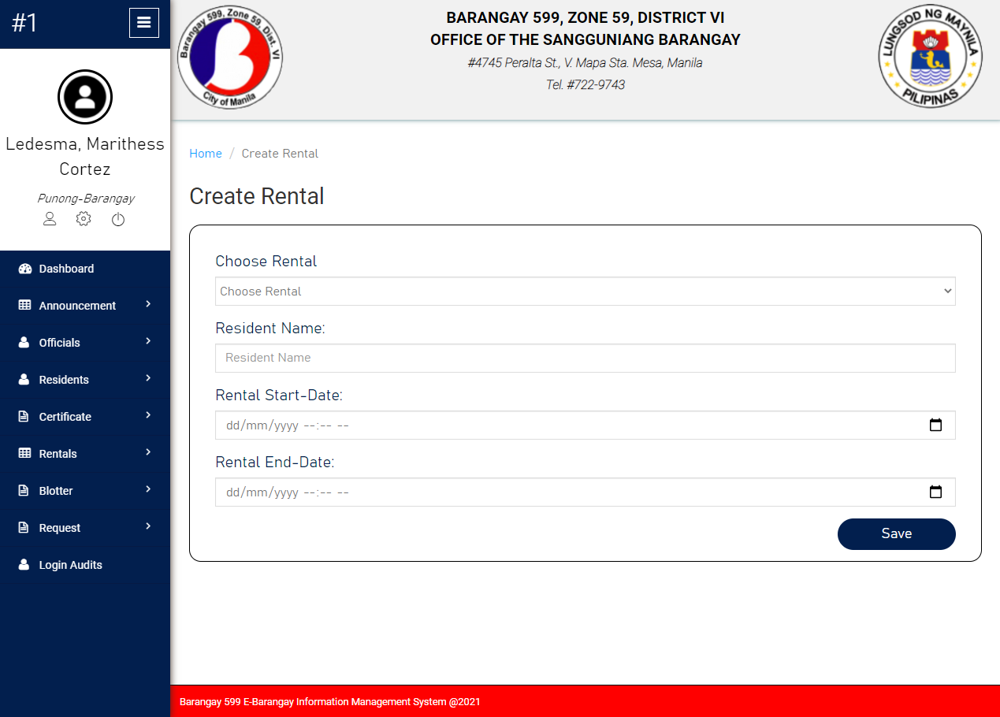 #1
Ledesma, Marithess
Cortez
Punong-Barangay
Dashboard
Announcement
Officials
Residents
Certificate
Rentals
Blotter
Request
Login Audits
Barangay 599, Zone 59, Dist. VI
City of Manila
BARANGAY 599, ZONE 59, DISTRICT VI
OFFICE OF THE SANGGUNIANG BARANGAY
#4745 Peralta St., V. Mapa Sta. Mesa, Manila
Tel. #722-9743
LUNGSOD NG MAYNILA
PILIPINAS
Home / Create Rental
Create Rental
Choose Rental
Choose Rental
Resident Name:
Resident Name
Rental Start-Date:
dd/mm/yyyy --:-- --
Rental End-Date:
dd/mm/yyyy --:-- --
Save
Barangay 599 E-Barangay Information Management System @2021